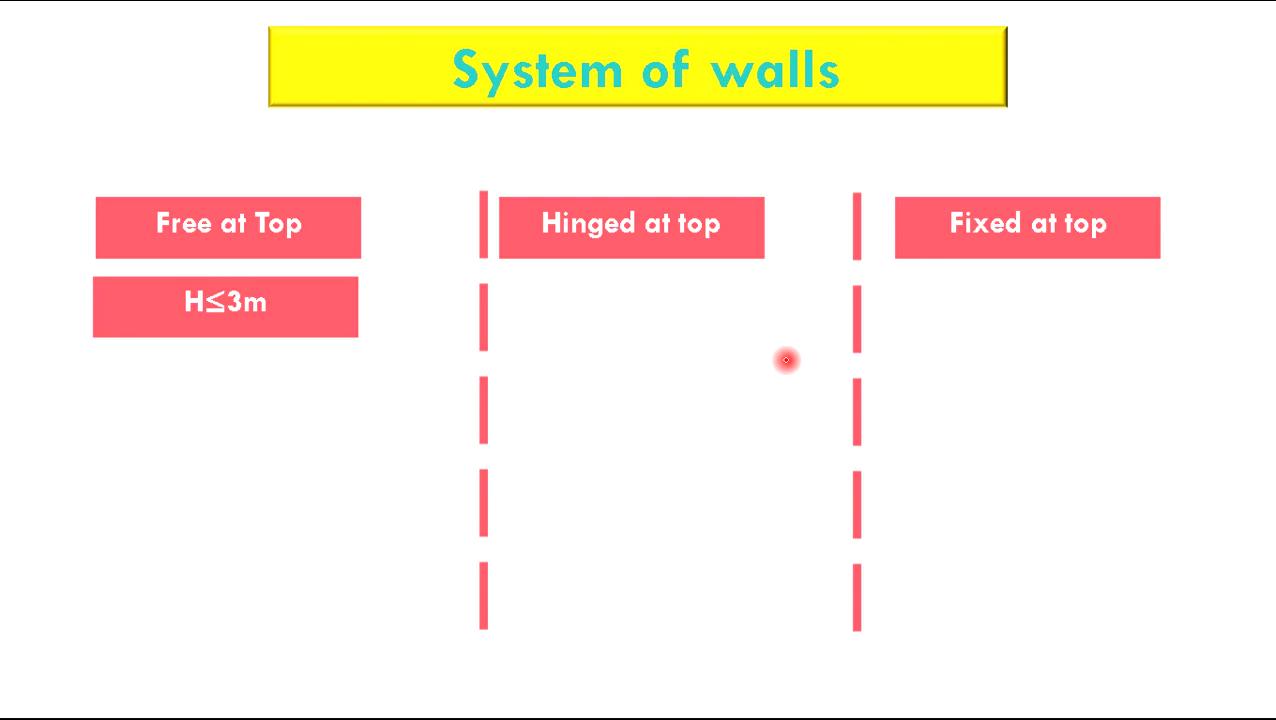 System of walls
Free at Top
Hinged at top
Fixed at top
H≤3m